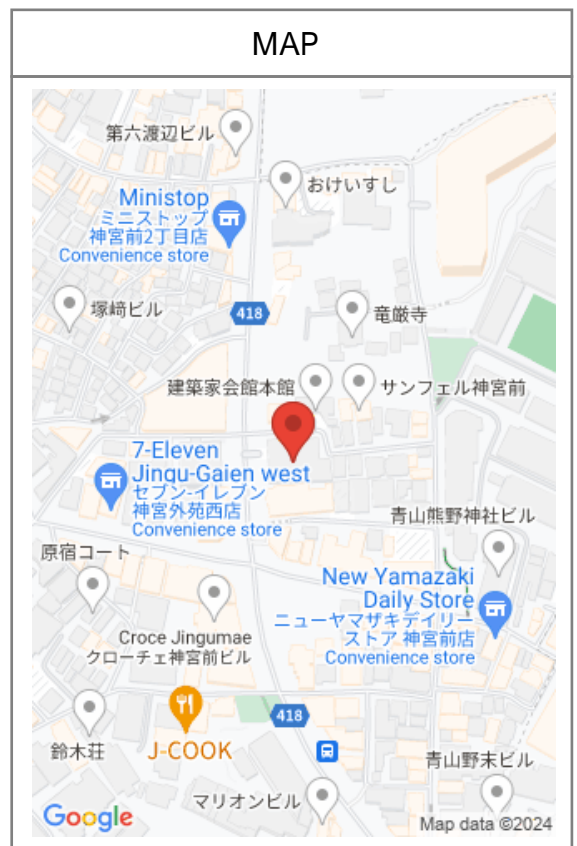 MAP
第六渡辺ビル
おけいすし
Ministop
ミニストップ
神宮前2丁目店
Convenience store
塚﨑ビル
418
竜厳寺
建築家会館本館
サンフェル神宮前
7-Eleven
Jingu-Gaien west
セブン-イレブン
神宮外苑西店
Convenience store
青山熊野神社ビル
原宿コート
New Yamazaki
Daily Store
ニューヤマザキデイリー
ストア 神宮前店
Convenience store
Croce Jingumae
クローチェ神宮前ビル
418
鈴木荘
J-COOK
青山野末ビル
マリオンビル
Google
Map data ©2024